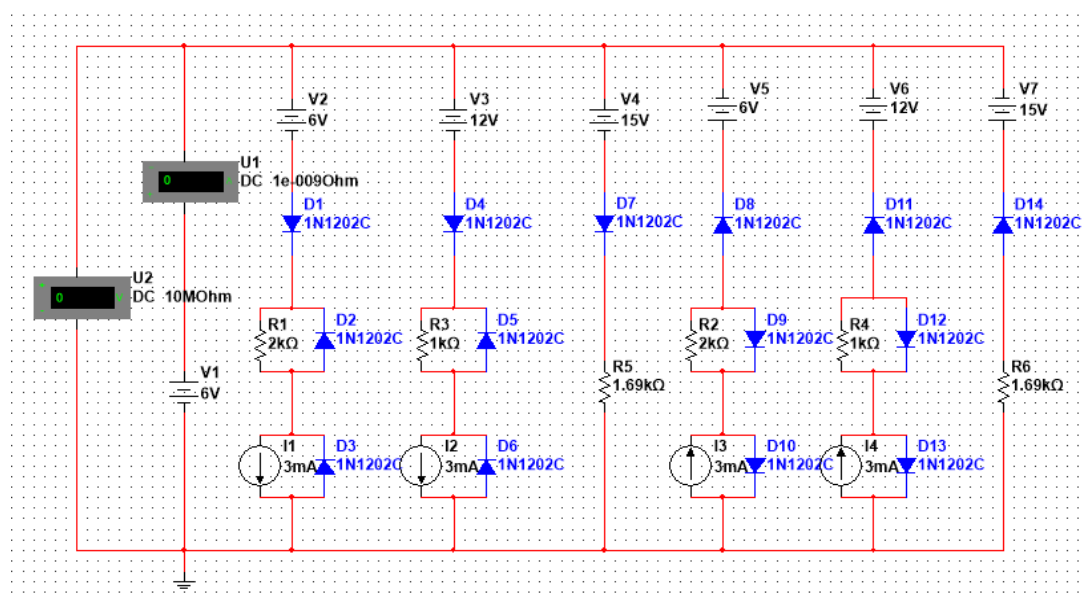 V2
6V
V3
12V
V4
15V
V5
6V
V6
12V
V7
15V
U1
0
DC 1e-009Ohm
D1
1N1202C
D4
1N1202C
D7
1N1202C
D8
1N1202C
D11
1N1202C
D14
1N1202C
U2
0
V
DC 10MOhm
R1
2kΩ
D2
1N1202C
R3
1kΩ
D5
1N1202C
R2
2kΩ
D9
1N1202C
R4
1kΩ
D12
1N1202C
V1
6V
R5
1.69kΩ
R6
1.69kΩ
I1
3mA
D3
1N1202C
I2
3mA
D6
1N1202C
I3
3mA
D10
1N1202C
I4
3mA
D13
1N1202C